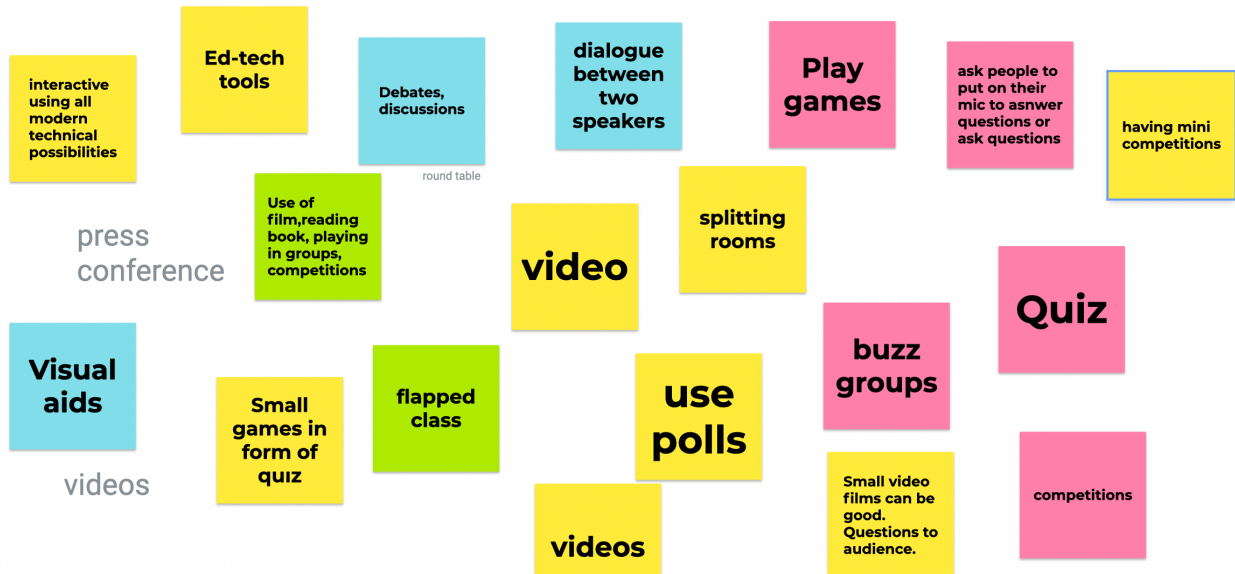 interactive
using all
modern
technical
possibilities
Ed-tech
tools
Debates,
discussions
round table
dialogue
between
two
speakers
Play
games
ask people to
put on their
mic to asnwer
questions or
ask questions
having mini
competitions
press
conference
Use of
film,reading
book, playing
in groups,
competitions
video
splitting
rooms
Quiz
Visual
aids
videos
Small
games in
form of
quiz
flapped
class
use
polls
buzz
groups
videos
Small video
films can be
good.
Questions to
audience.
competitions